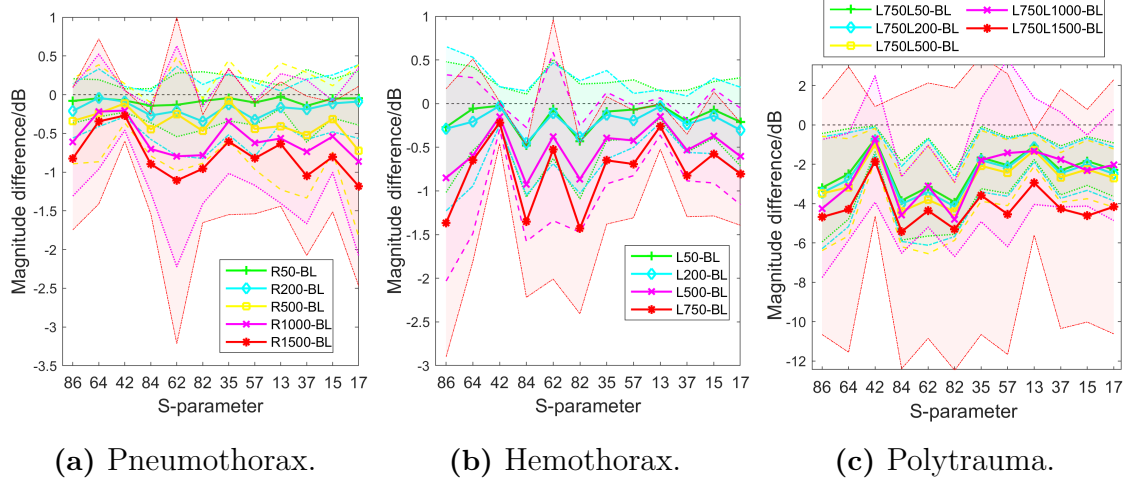 1
0.5
0
-0.5
-1
-1.5
-2
-2.5
-3
-3.5
Magnitude difference/dB
86 64 42 84 62 82 35 57 13 37 15 17
S-parameter
R50-BL
R200-BL
R500-BL
R1000-BL
R1500-BL
(a) Pneumothorax.
1
0.5
0
-0.5
-1
-1.5
-2
-2.5
-3
Magnitude difference/dB
86 64 42 84 62 82 35 57 13 37 15 17
S-parameter
L50-BL
L200-BL
L500-BL
L750-BL
(b) Hemothorax.
L750L50-BL L750L1000-BL
L750L200-BL L750L1500-BL
L750L500-BL
2
0
-2
-4
-6
-8
-10
-12
Magnitude difference/dB
86 64 42 84 62 82 35 57 13 37 15 17
S-parameter
(c) Polytrauma.